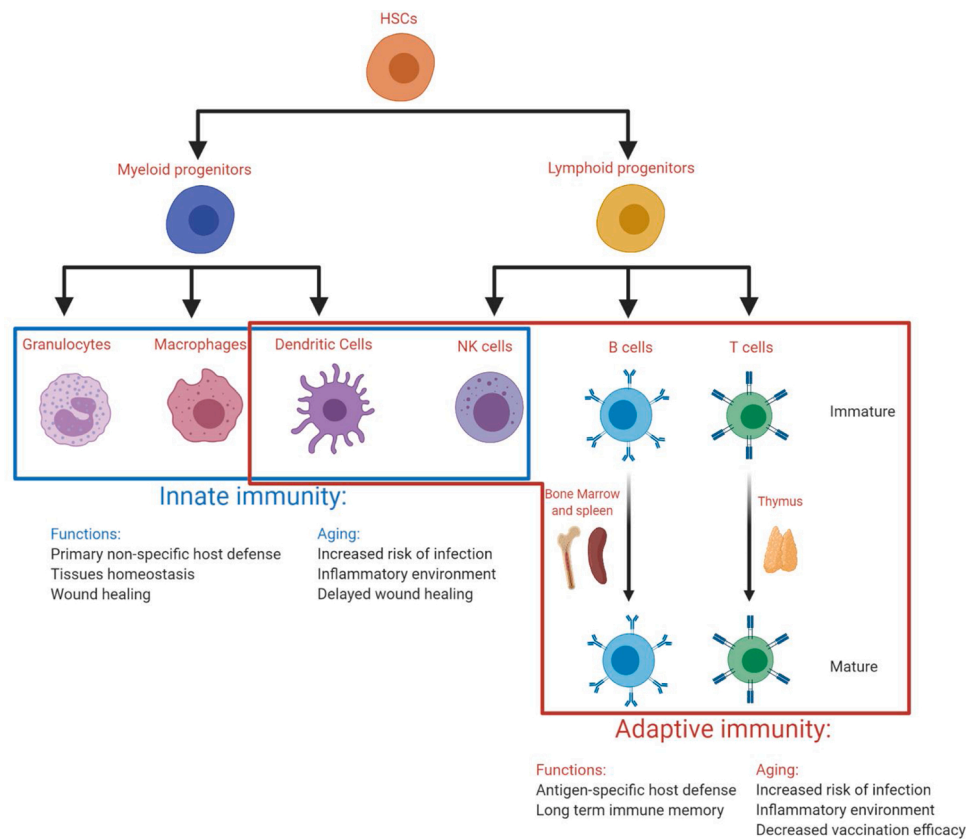 HSCs
Myeloid progenitors
Lymphoid progenitors
Granulocytes
Macrophages
Dendritic Cells
NK cells
B cells
T cells
Immature
Innate immunity:
Bone Marrow
and spleen
Thymus
Functions:
Primary non-specific host defense
Tissues homeostasis
Wound healing
Aging:
Increased risk of infection
Inflammatory environment
Delayed wound healing
Mature
Adaptive immunity:
Functions:
Antigen-specific host defense
Long term immune memory
Aging:
Increased risk of infection
Inflammatory environment
Decreased vaccination efficacy